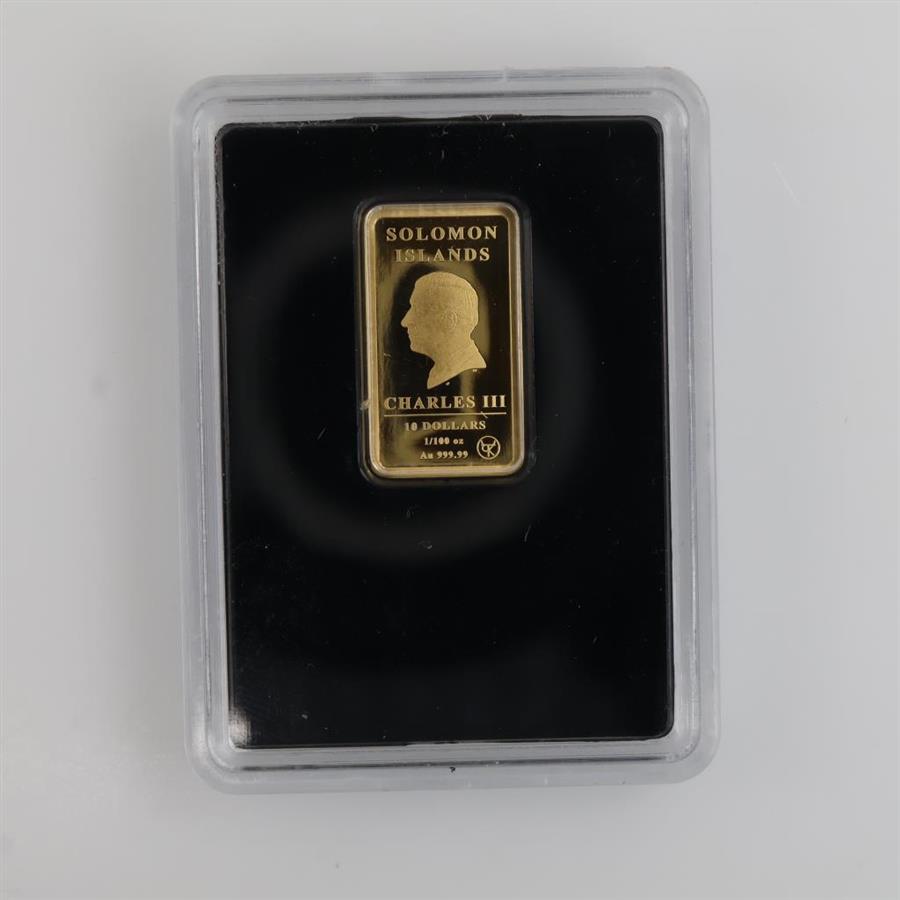 SOLOMON
ISLANDS
CHARLES III
10 DOLLARS
1/100 oz
Au 999.99